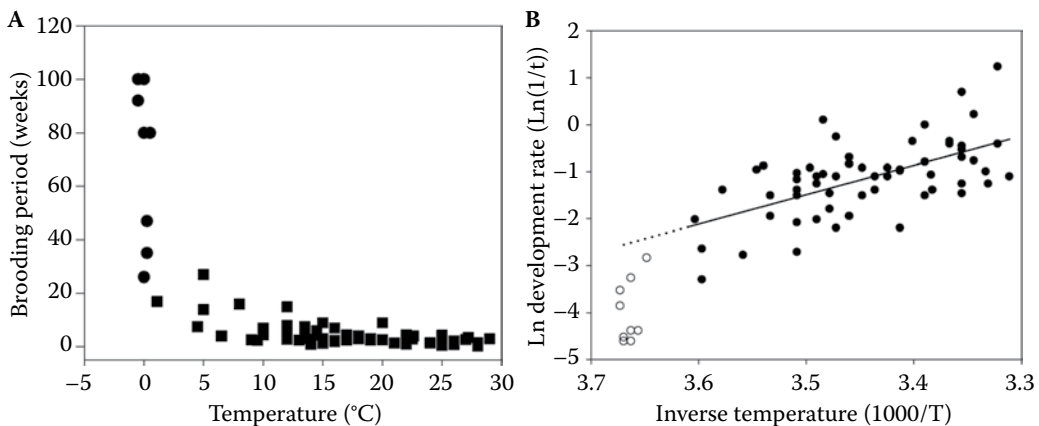 A
120
100
80
60
40
20
0
Brooding period (weeks)
−5 0 5 10 15 20 25 30
Temperature (°C)
B
2
1
0
−1
−2
−3
−4
−5
Ln development rate (Ln(1/t))
3.7 3.6 3.5 3.4 3.3
Inverse temperature (1000/T)